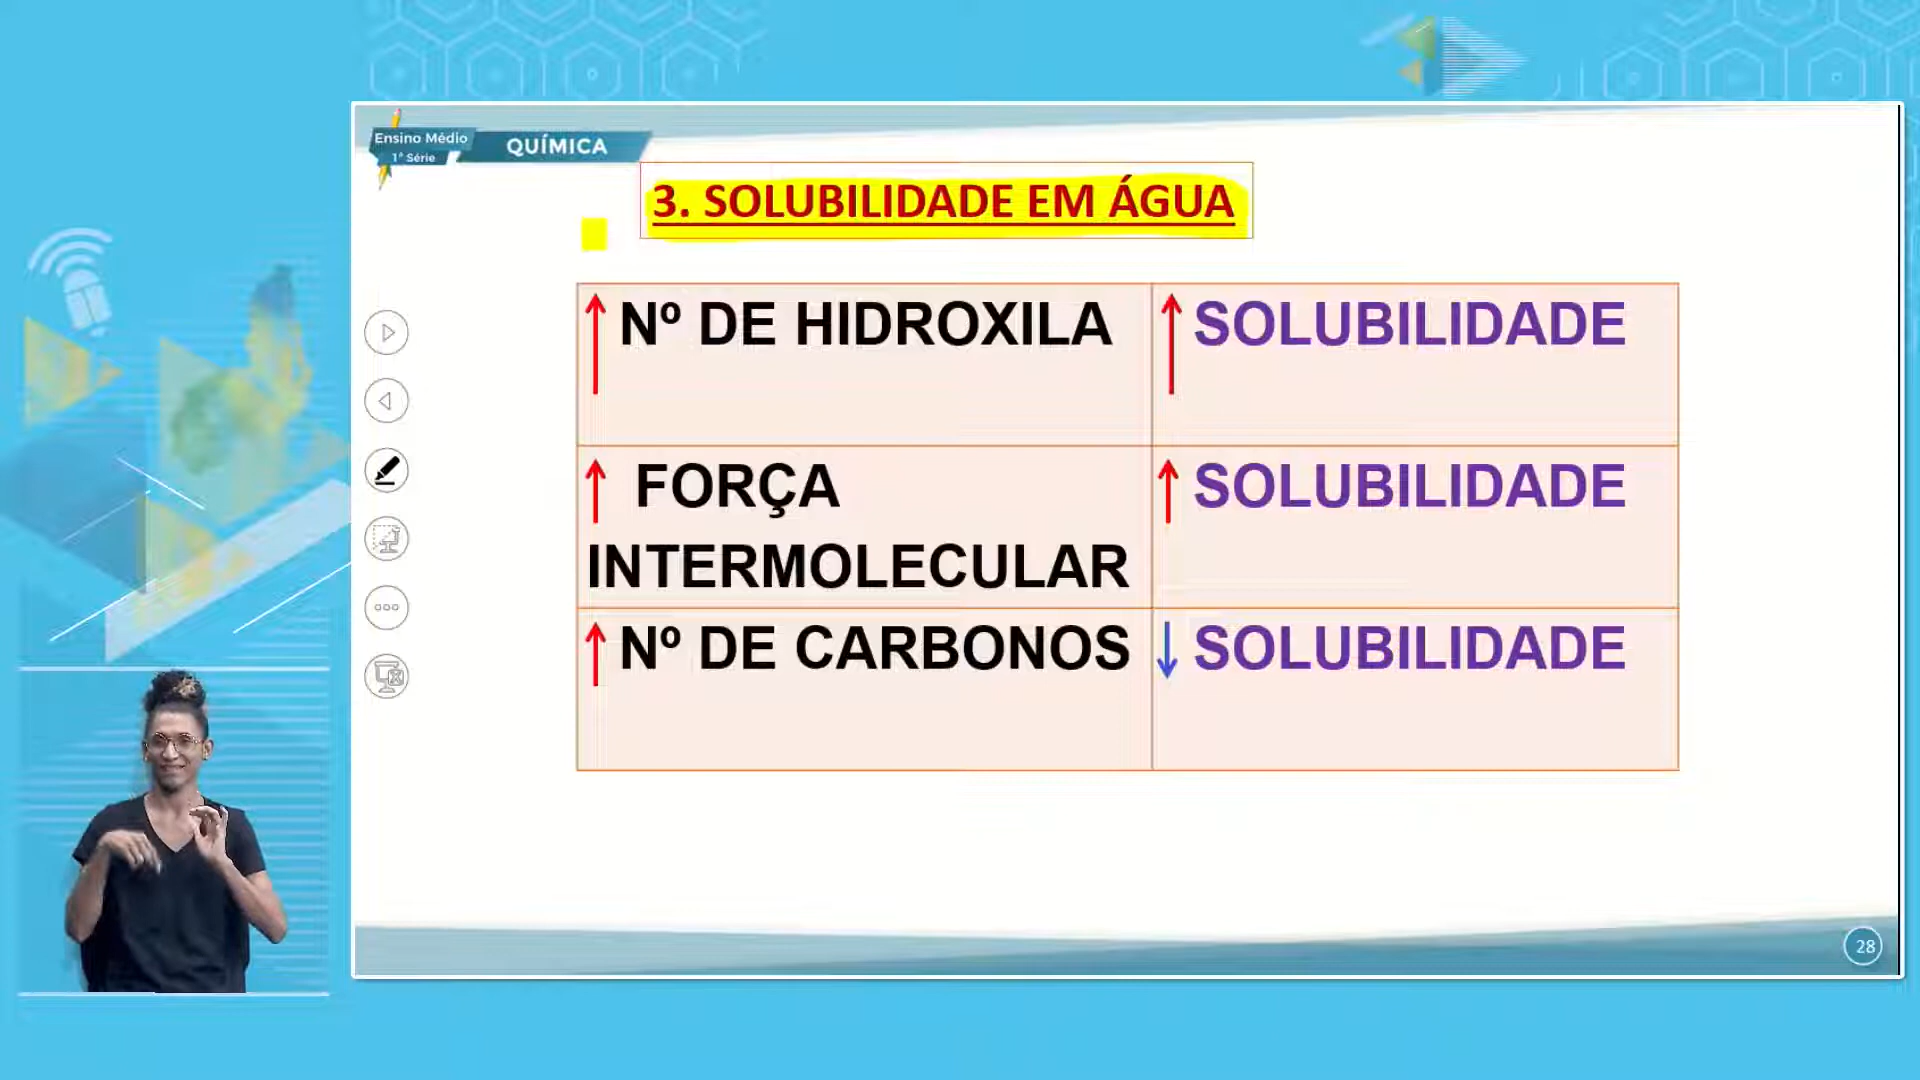 Ensino Médio
1ª Série
QUÍMICA
3. SOLUBILIDADE EM ÁGUA
Nº DE HIDROXILA
SOLUBILIDADE
FORÇA
INTERMOLECULAR
SOLUBILIDADE
Nº DE CARBONOS
SOLUBILIDADE
28